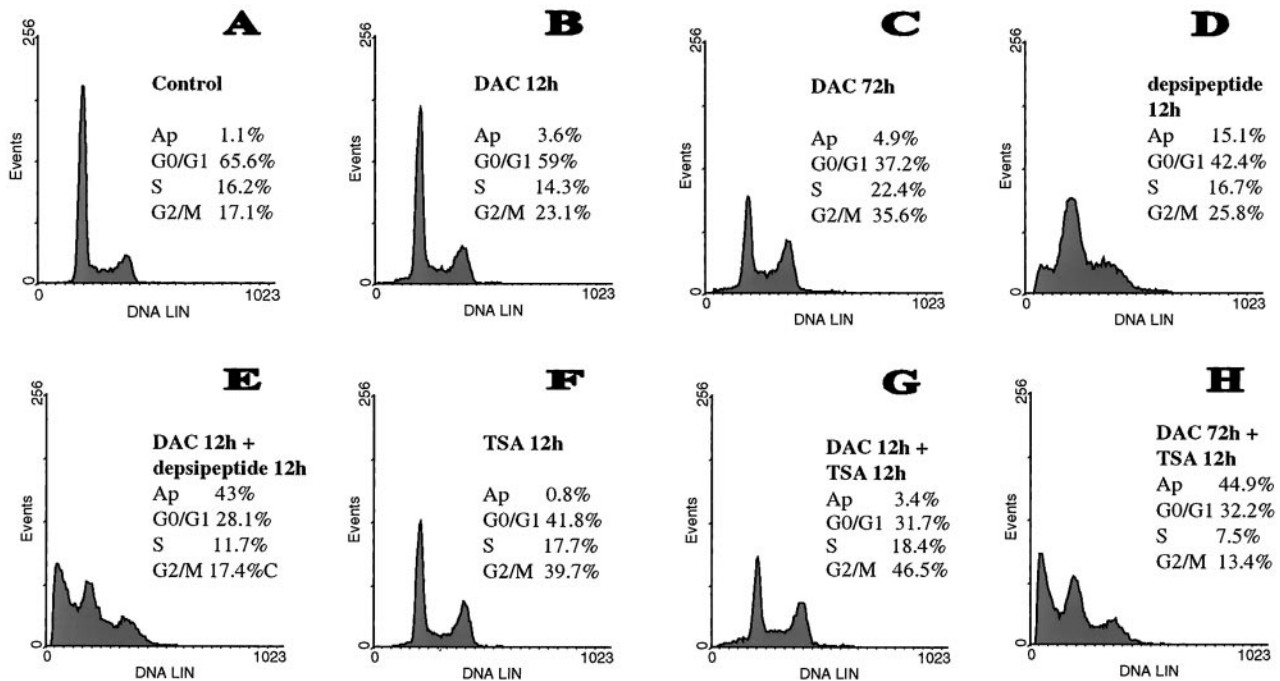 A
256
Events
0
Control
Ap 1.1%
G0/G1 65.6%
S 16.2%
G2/M 17.1%
0 1023
DNA LIN
B
256
Events
0
DAC 12h
Ap 3.6%
G0/G1 59%
S 14.3%
G2/M 23.1%
0 1023
DNA LIN
C
256
Events
0
DAC 72h
Ap 4.9%
G0/G1 37.2%
S 22.4%
G2/M 35.6%
0 1023
DNA LIN
D
256
Events
0
depsipeptide
12h
Ap 15.1%
G0/G1 42.4%
S 16.7%
G2/M 25.8%
0 1023
DNA LIN
E
256
Events
0
DAC 12h +
depsipeptide 12h
Ap 43%
G0/G1 28.1%
S 11.7%
G2/M 17.4%C
0 1023
DNA LIN
F
256
Events
0
TSA 12h
Ap 0.8%
G0/G1 41.8%
S 17.7%
G2/M 39.7%
0 1023
DNA LIN
G
256
Events
0
DAC 12h +
TSA 12h
Ap 3.4%
G0/G1 31.7%
S 18.4%
G2/M 46.5%
0 1023
DNA LIN
H
256
Events
0
DAC 72h +
TSA 12h
Ap 44.9%
G0/G1 32.2%
S 7.5%
G2/M 13.4%
0 1023
DNA LIN